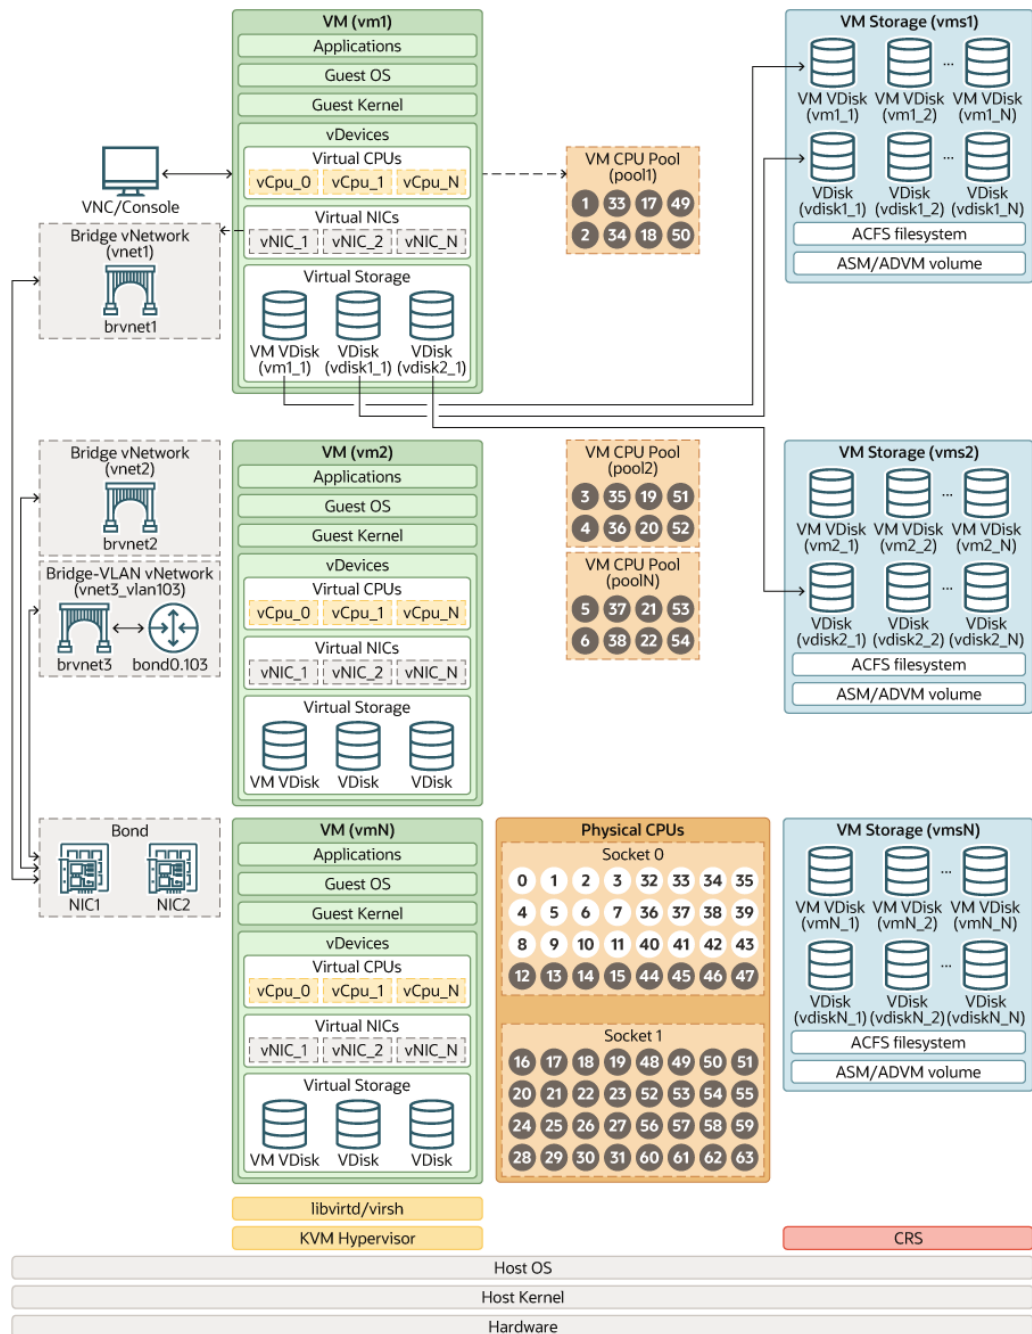 VM (vm1)
Applications
Guest OS
Guest Kernel
vDevices
Virtual CPUs
vCpu_0 vCpu_1 vCpu_N
Virtual NICs
vNIC_1 vNIC_2 vNIC_N
Virtual Storage
VM VDisk VDisk VDisk
(vm1_1) (vdisk1_1) (vdisk2_1)
VNC/Console
Bridge vNetwork
(vnet1)
brvnet1
VM CPU Pool
(pool1)
1 33 17 49
2 34 18 50
VM Storage (vms1)
...
VM VDisk VM VDisk VM VDisk
(vm1_1) (vm1_2) (vm1_N)
...
VDisk VDisk VDisk
(vdisk1_1) (vdisk1_2) (vdisk1_N)
ACFS filesystem
ASM/ADVM volume
Bridge vNetwork
(vnet2)
brvnet2
Bridge-VLAN vNetwork
(vnet3_vlan103)
brvnet3 bond0.103
VM (vm2)
Applications
Guest OS
Guest Kernel
vDevices
Virtual CPUs
vCpu_0 vCpu_1 vCpu_N
Virtual NICs
vNIC_1 vNIC_2 vNIC_N
Virtual Storage
VM VDisk VDisk VDisk
VM CPU Pool
(pool2)
3 35 19 51
4 36 20 52
VM CPU Pool
(poolN)
5 37 21 53
6 38 22 54
VM Storage (vms2)
...
VM VDisk VM VDisk VM VDisk
(vm2_1) (vm2_2) (vm2_N)
...
VDisk VDisk VDisk
(vdisk2_1) (vdisk2_2) (vdisk2_N)
ACFS filesystem
ASM/ADVM volume
Bond
NIC1 NIC2
VM (vmN)
Applications
Guest OS
Guest Kernel
vDevices
Virtual CPUs
vCpu_0 vCpu_1 vCpu_N
Virtual NICs
vNIC_1 vNIC_2 vNIC_N
Virtual Storage
VM VDisk VDisk VDisk
Physical CPUs
Socket 0
0 1 2 3 32 33 34 35
4 5 6 7 36 37 38 39
8 9 10 11 40 41 42 43
12 13 14 15 44 45 46 47
Socket 1
16 17 18 19 48 49 50 51
20 21 22 23 52 53 54 55
24 25 26 27 56 57 58 59
28 29 30 31 60 61 62 63
VM Storage (vmsN)
...
VM VDisk VM VDisk VM VDisk
(vmN_1) (vmN_2) (vmN_N)
...
VDisk VDisk VDisk
(vdiskN_1) (vdiskN_2) (vdiskN_N)
ACFS filesystem
ASM/ADVM volume
libvirtd/virsh
KVM Hypervisor
CRS
Host OS
Host Kernel
Hardware